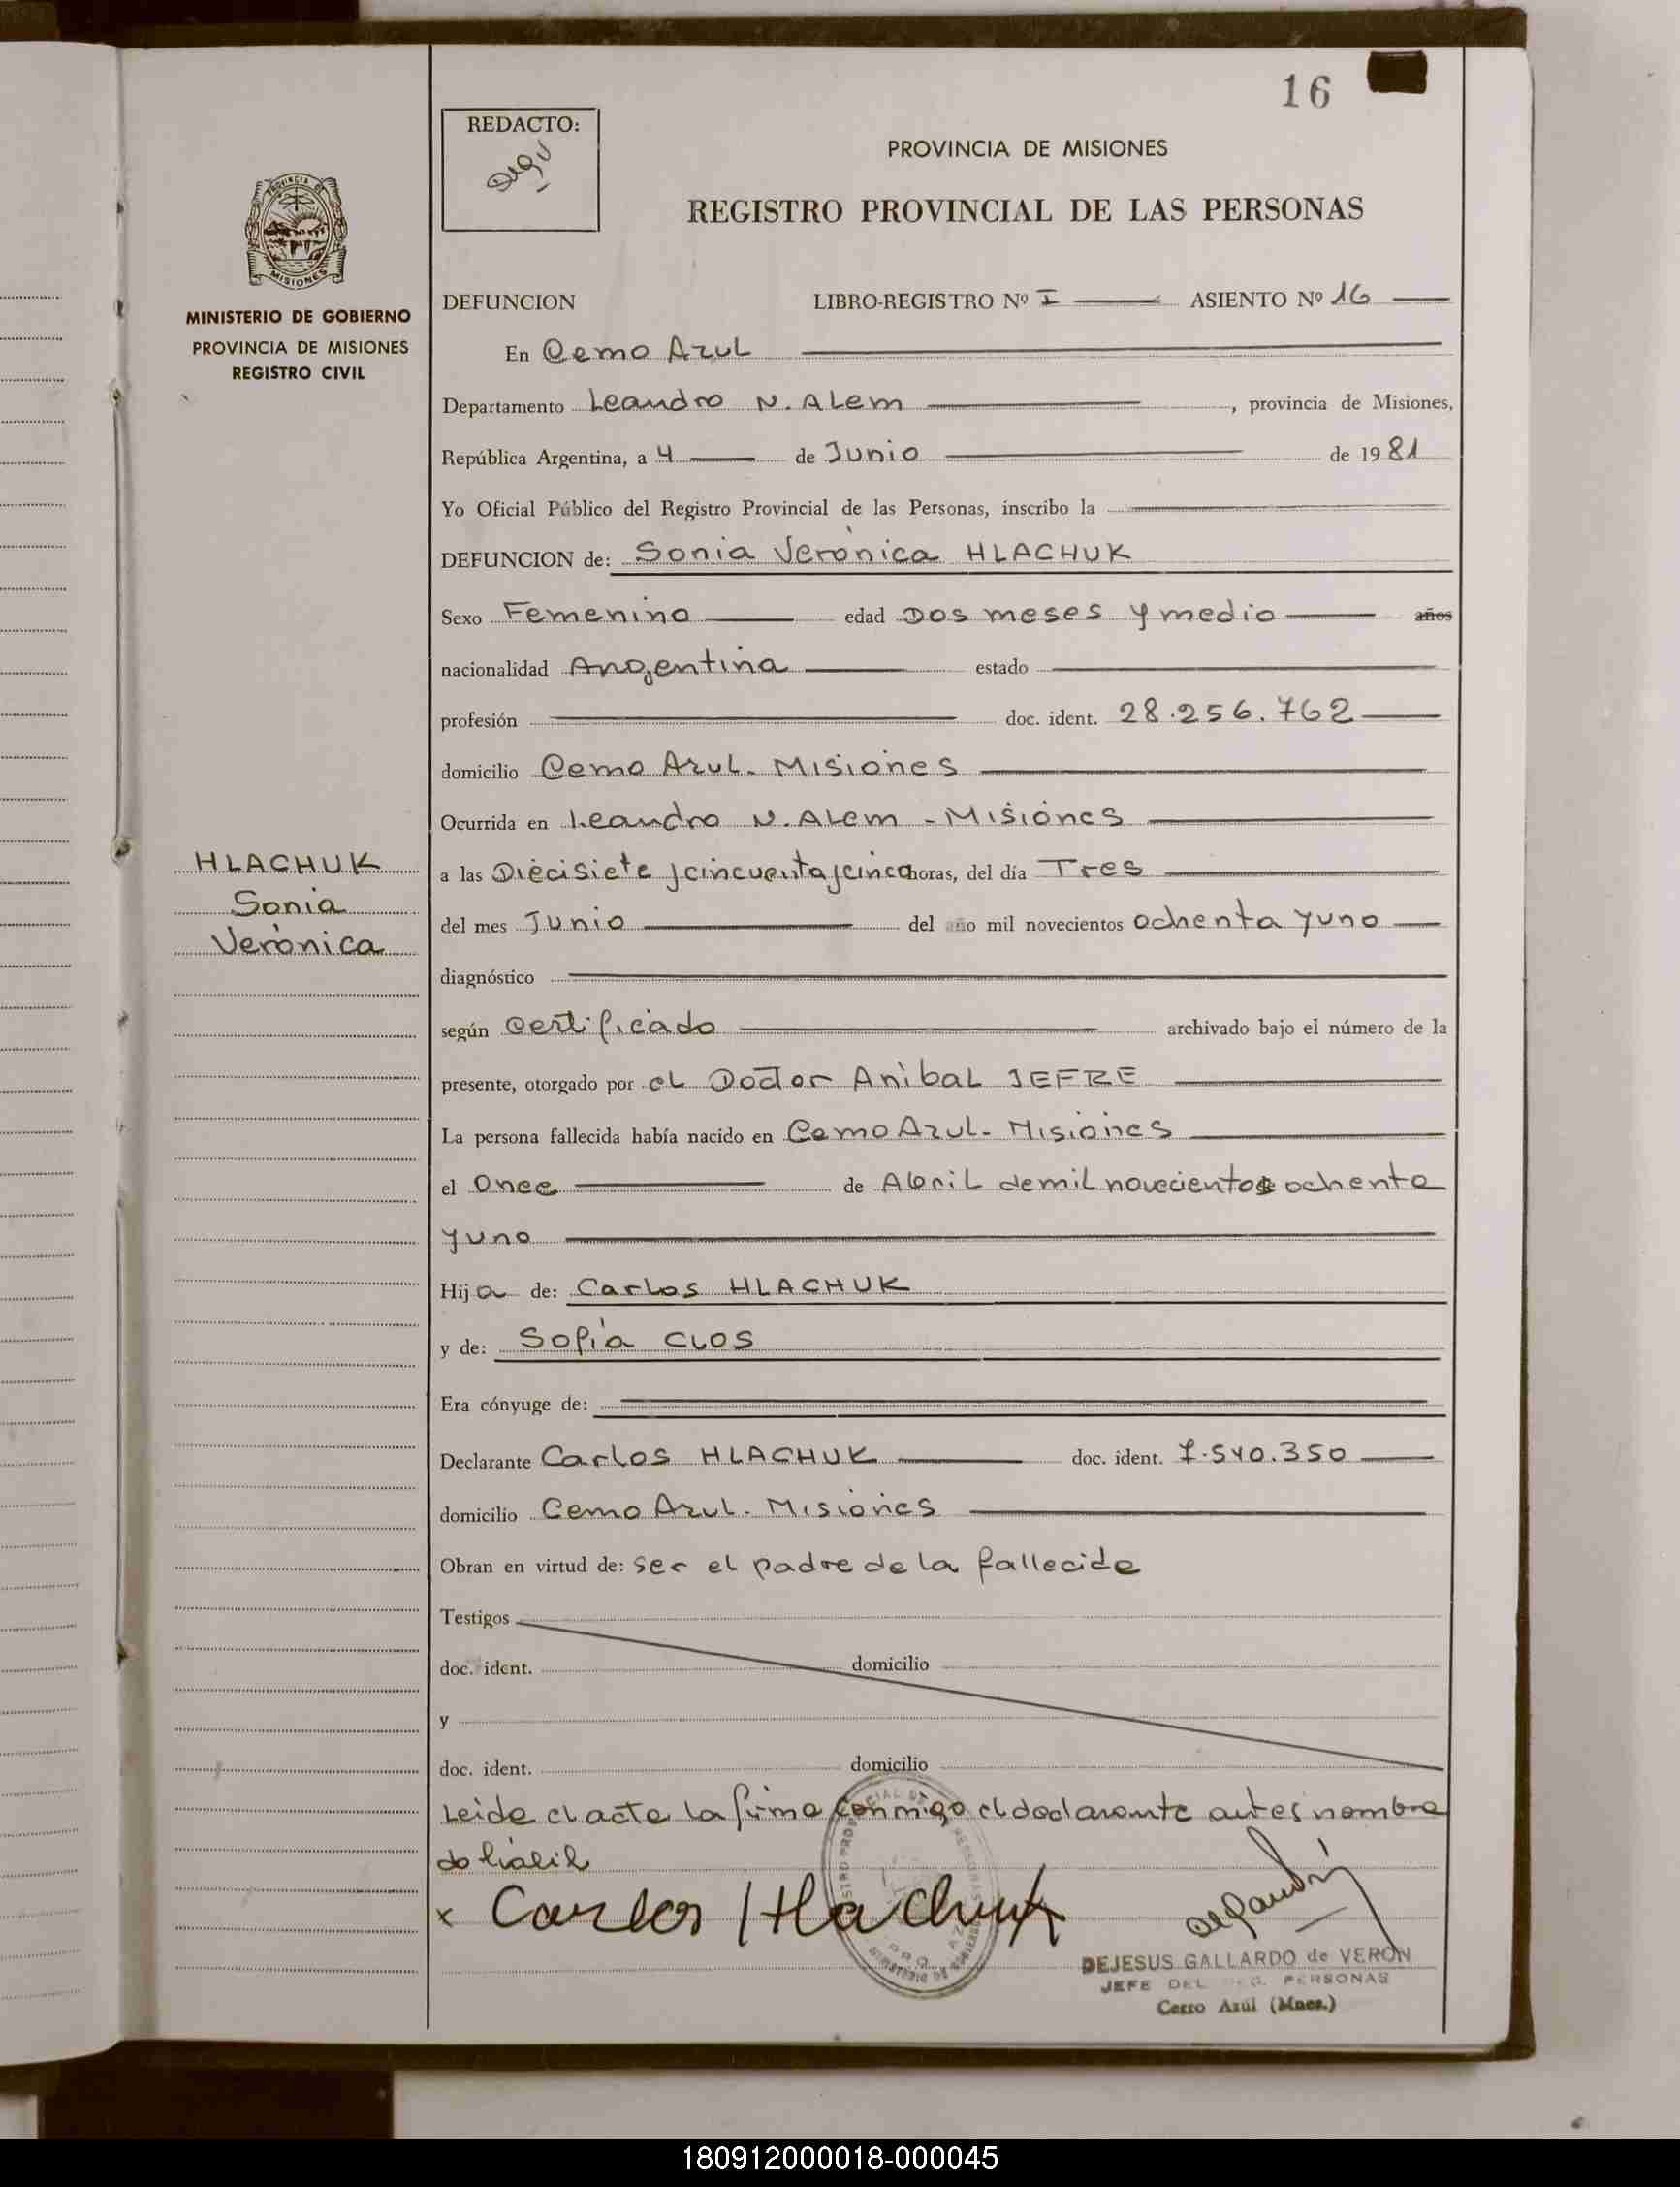 16
REDACTO:
PROVINCIA DE MISIONES
REGISTRO PROVINCIAL DE LAS PERSONAS
MINISTERIO DE GOBIERNO
PROVINCIA DE MISIONES
REGISTRO CIVIL
DEFUNCION LIBRO-REGISTRO Nº I ASIENTO Nº 16
En Cerro Azul
Departamento Leandro N. Alem, provincia de Misiones,
República Argentina, a 4 de Junio de 1981
Yo Oficial Público del Registro Provincial de las Personas, inscribo la
DEFUNCION de: Sonia Verónica HLACHUK
Sexo Femenino edad Dos meses y medio años
nacionalidad Argentina estado
profesión doc. ident. 28.256.762
domicilio Cerro Azul. Misiones
Ocurrida en Leandro N. Alem - Misiones
HLACHUK
Sonia
Verónica
a las Diécisiete y cincuenta y cinco horas, del día Tres
del mes Junio del año mil novecientos ochenta y uno
diagnóstico
según certificado archivado bajo el número de la
presente, otorgado por el Doctor Anibal JEFRE
La persona fallecida había nacido en Cerro Azul. Misiones
el Once de Abril de mil novecientos ochenta
y uno
Hija de: Carlos HLACHUK
y de: Sofía CLOS
Era cónyuge de:
Declarante Carlos HLACHUK doc. ident. 7.540.350
domicilio Cerro Azul. Misiones
Obran en virtud de: ser el padre de la fallecida
Testigos
doc. ident. domicilio
y
doc. ident. domicilio
Leida el acta la firma conmigo el declarante antes nombra
do
x Carlos Hlachuk
DEJESUS GALLARDO de VERON
JEFE DEL REG. PERSONAS
Cerro Azul (Mnes.)
180912000018-000045